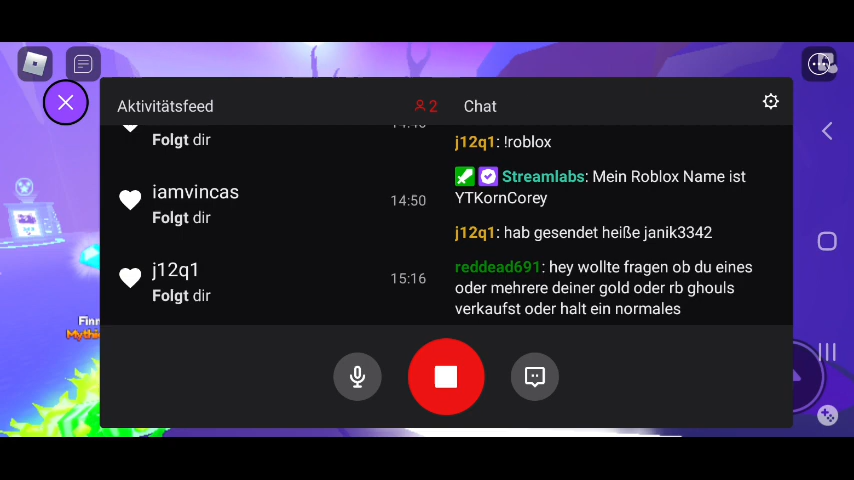 Aktivitätsfeed
2
Chat
Folgt dir
iamvincas
14:50
Folgt dir
j12q1
15:16
Folgt dir
j12q1: !roblox
Streamlabs: Mein Roblox Name ist
YTKornCorey
j12q1: hab gesendet heiße janik3342
reddead691: hey wollte fragen ob du eines
oder mehrere deiner gold oder rb ghouls
verkaufst oder halt ein normales
Finn
Mythi